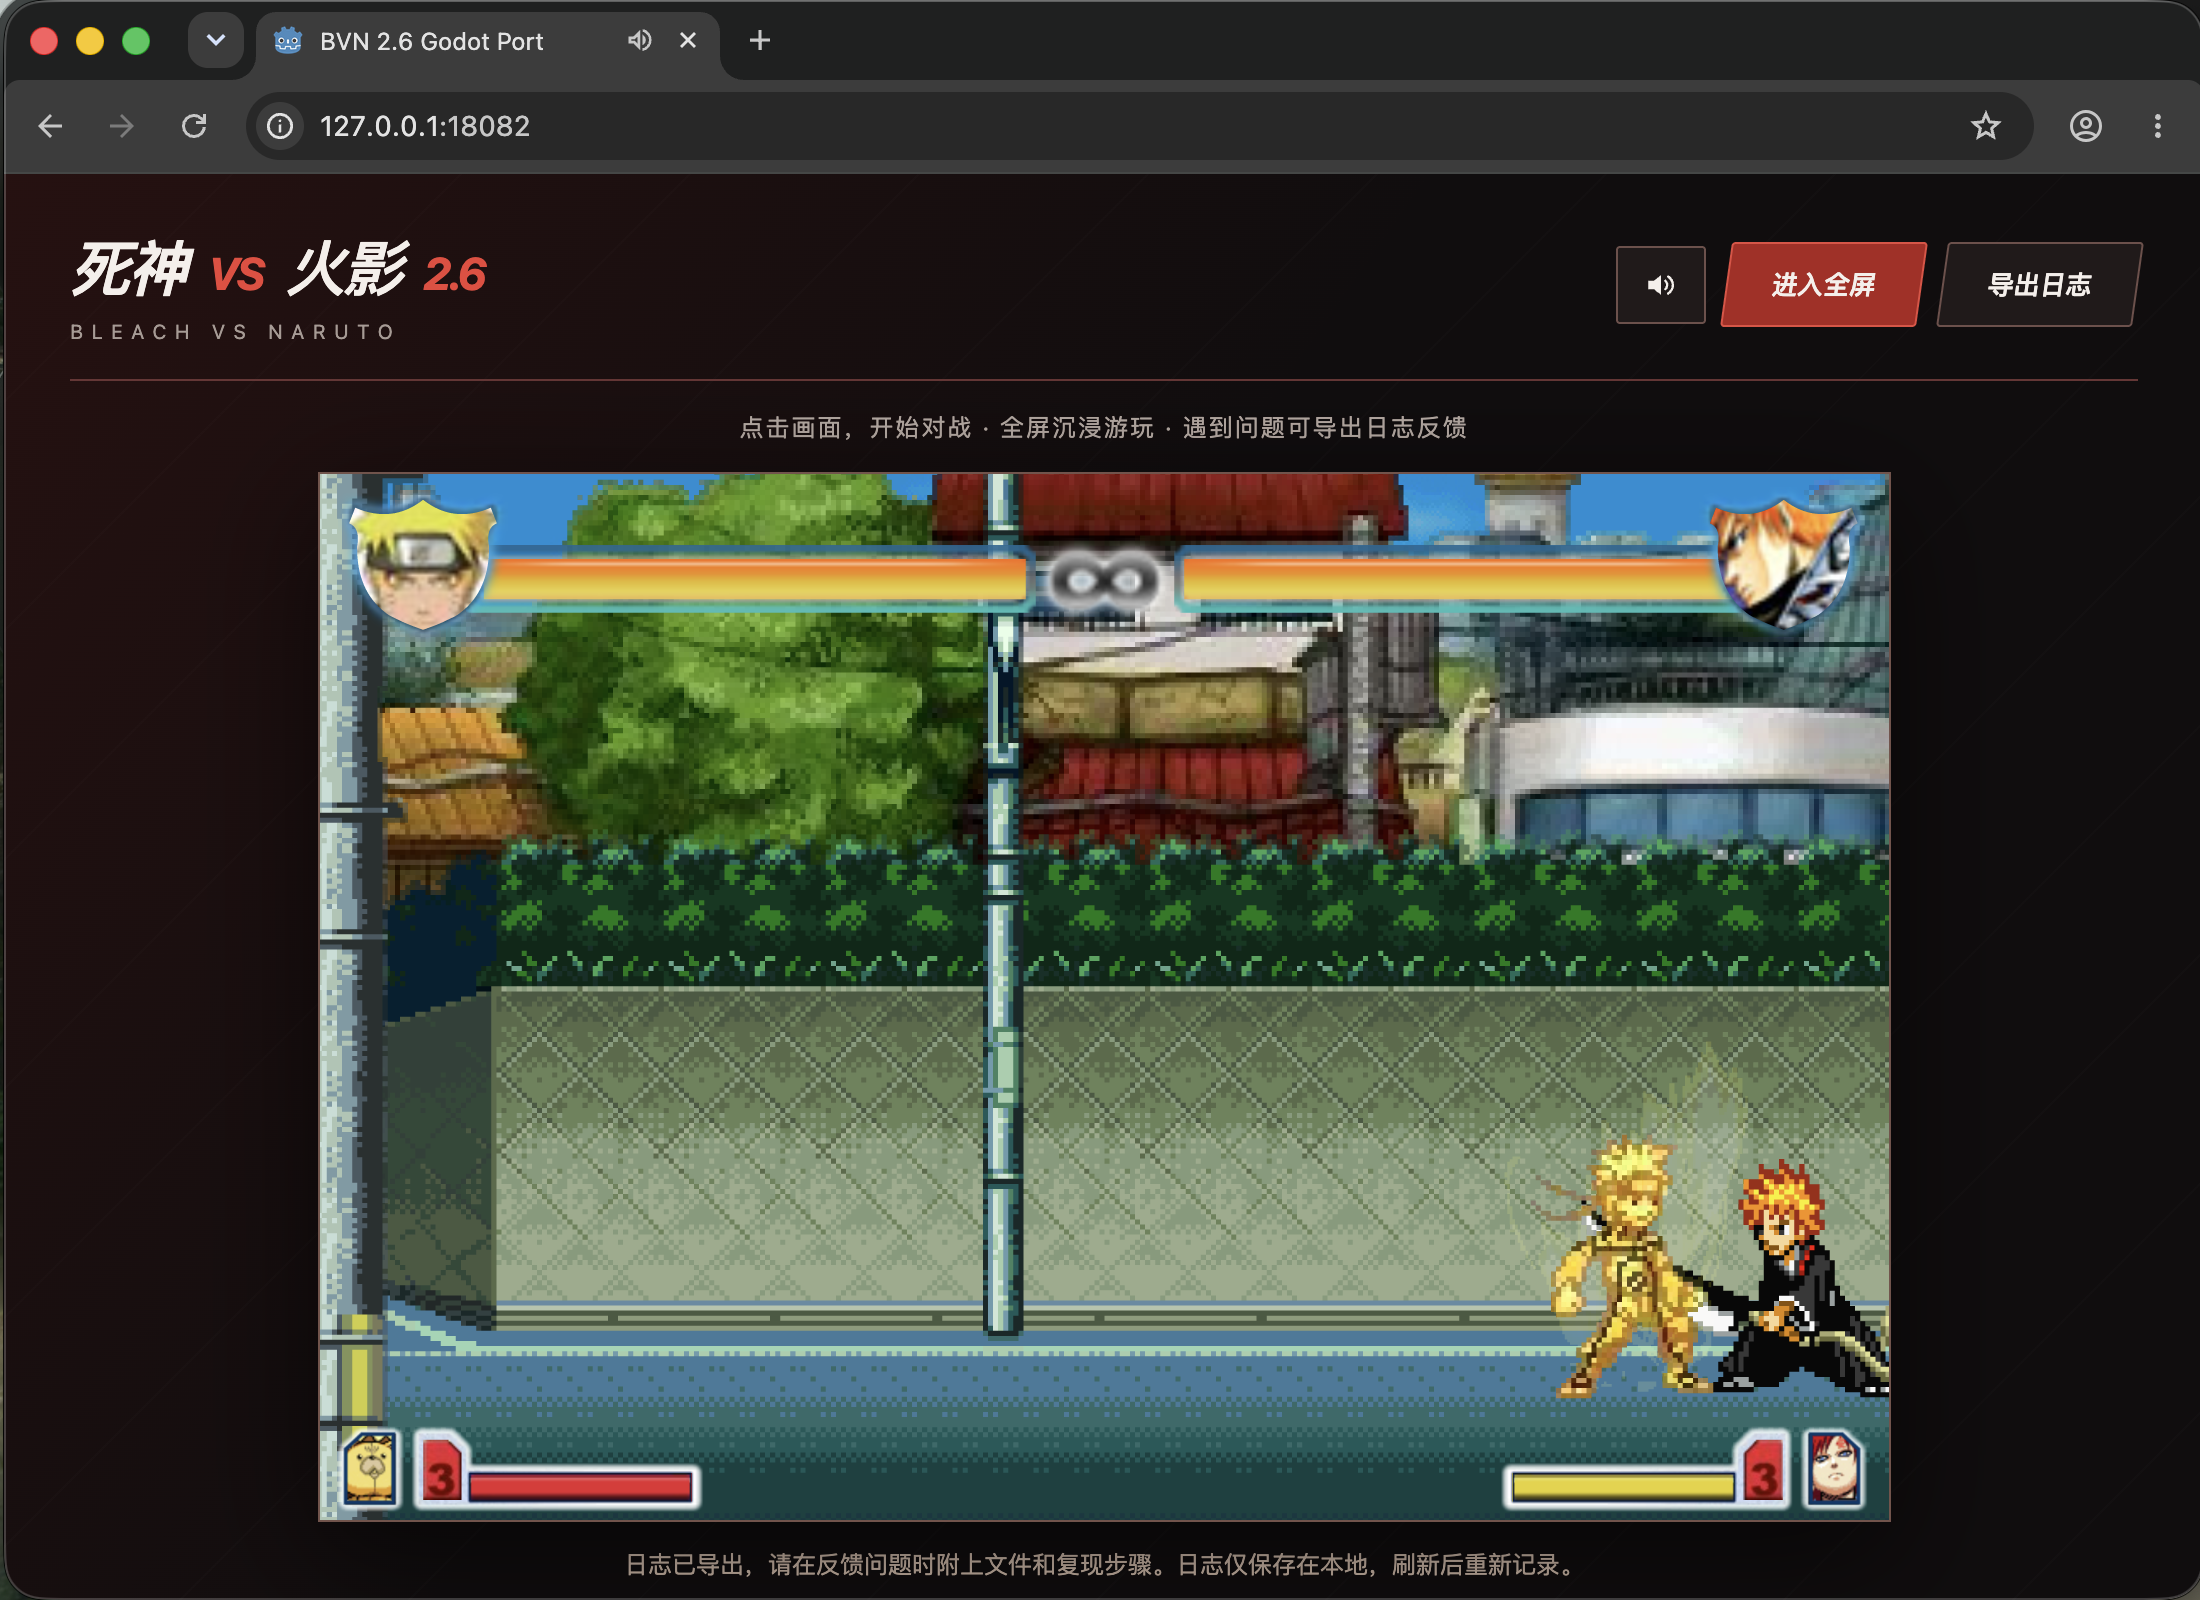 BVN 2.6 Godot Port
127.0.0.1:18082
死神 VS 火影 2.6
BLEACH VS NARUTO
进入全屏
导出日志
点击画面，开始对战 · 全屏沉浸游玩 · 遇到问题可导出日志反馈
∞
3
3
日志已导出，请在反馈问题时附上文件和复现步骤。日志仅保存在本地，刷新后重新记录。